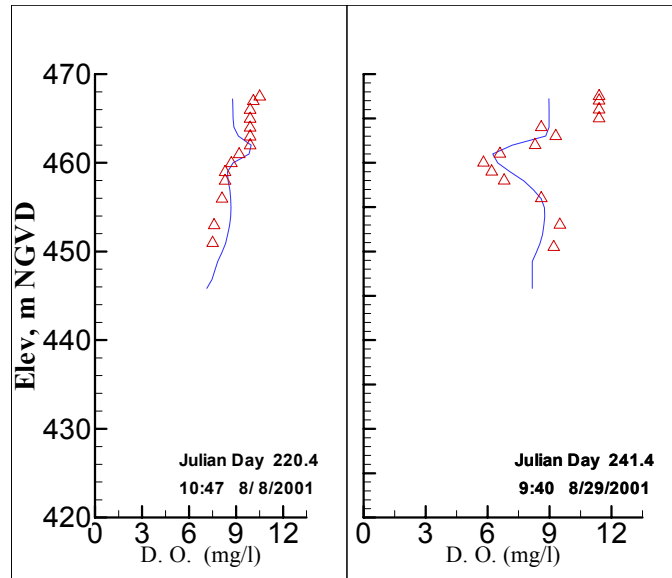 Elev, m NGVD
470
460
450
440
430
420
Julian Day 220.4
10:47 8/ 8/2001
0 3 6 9 12
D. O. (mg/l)
Julian Day 241.4
9:40 8/29/2001
0 3 6 9 12
D. O. (mg/l)